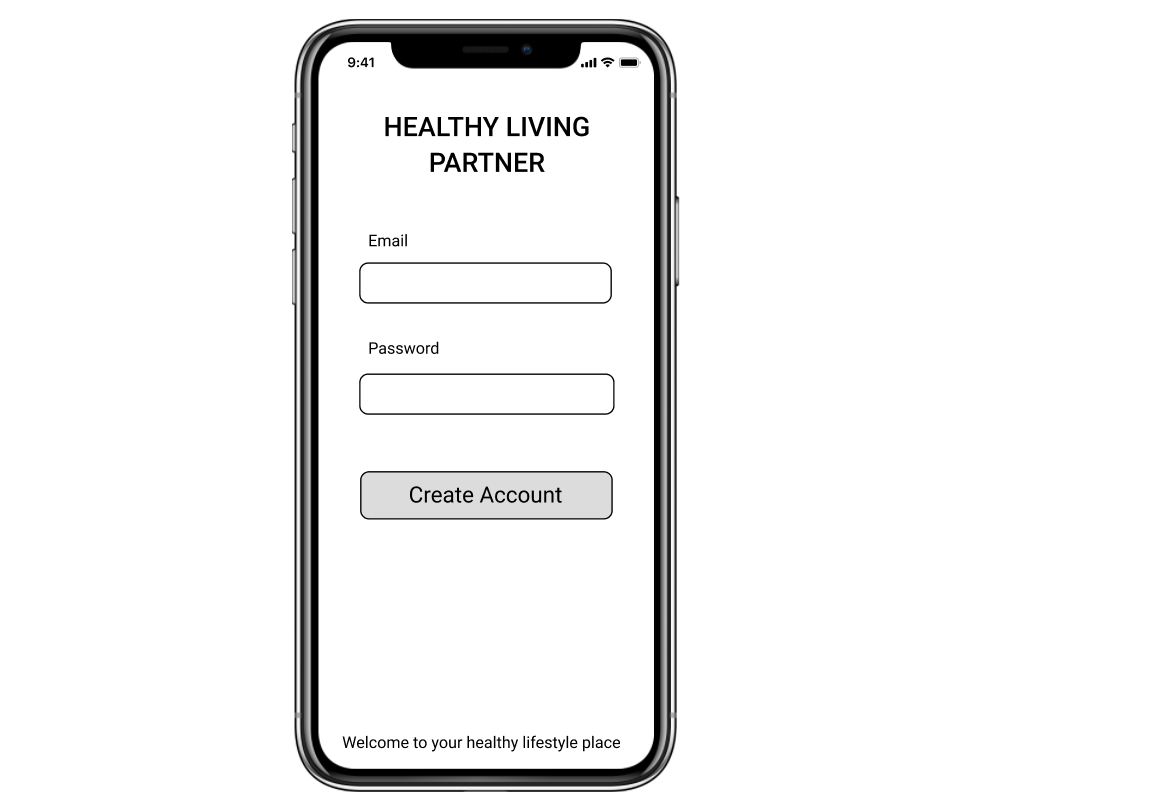 9:41
HEALTHY LIVING
PARTNER
Email
Password
Create Account
Welcome to your healthy lifestyle place